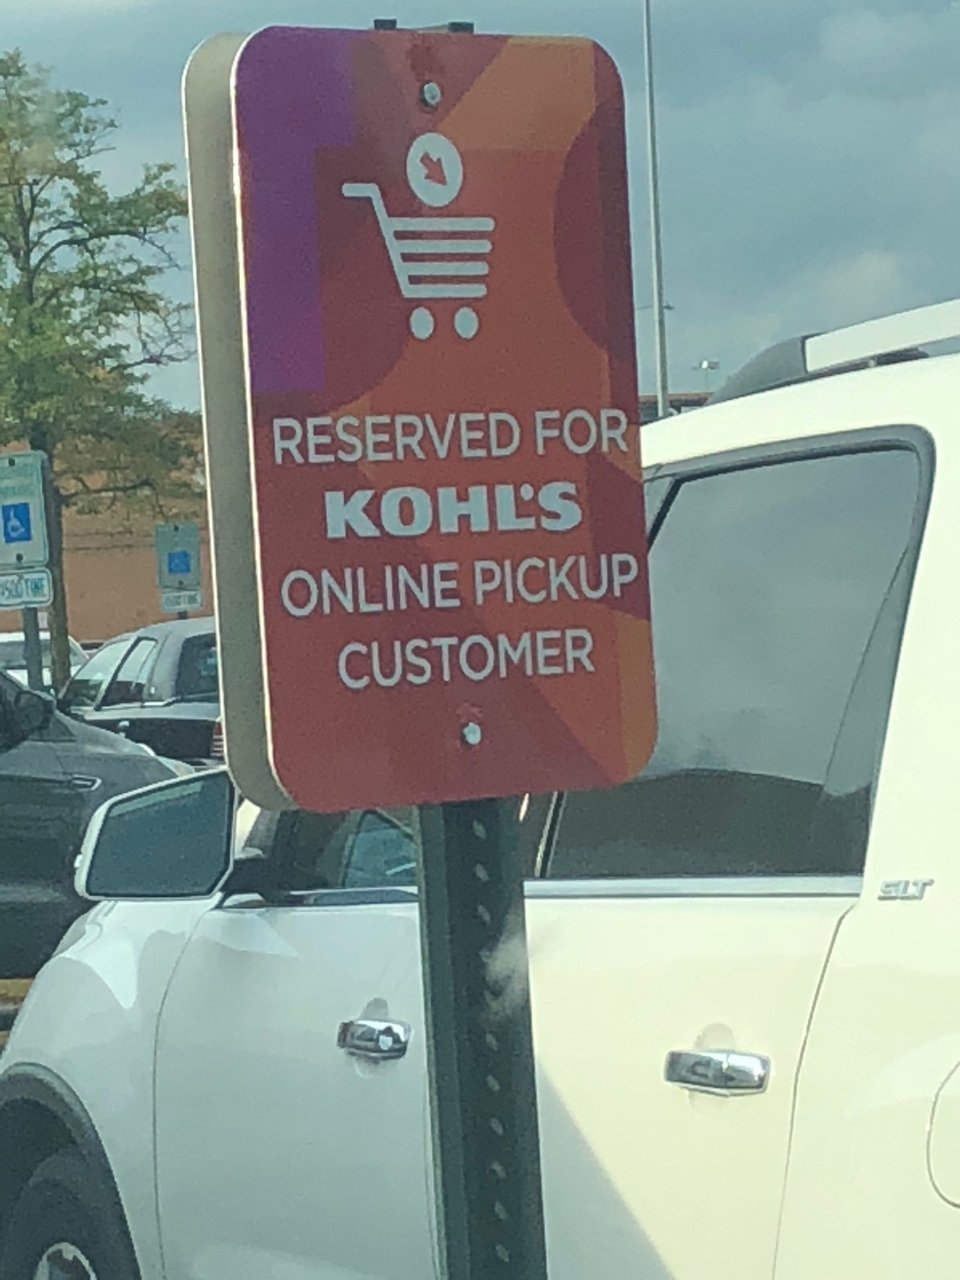 RESERVED FOR
KOHL'S
ONLINE PICKUP
CUSTOMER
SLT